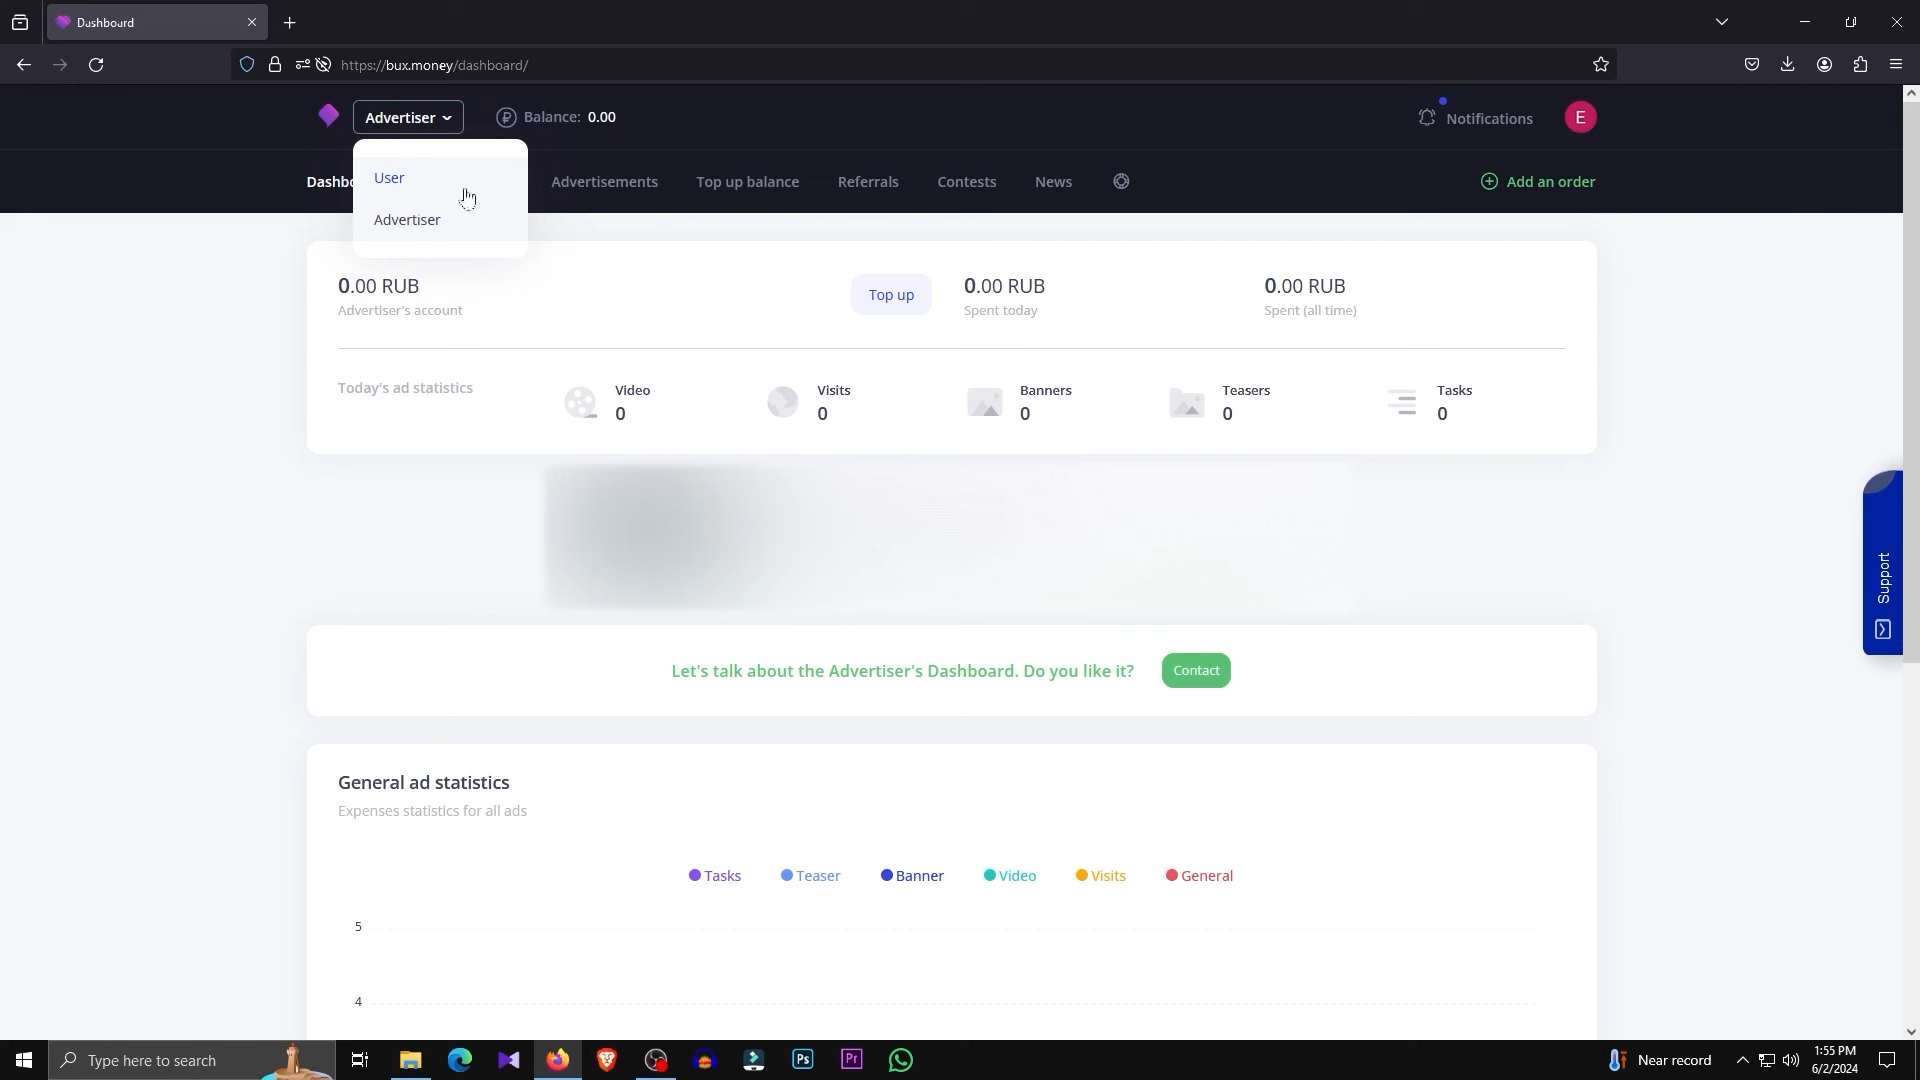 Dashboard
https://bux.money/dashboard/
Advertiser
Balance: 0.00
Notifications
E
User
Advertiser
Dashbo
Advertisements
Top up balance
Referrals
Contests
News
Add an order
0.00 RUB
Advertiser's account
Top up
0.00 RUB
Spent today
0.00 RUB
Spent (all time)
Today's ad statistics
Video
0
Visits
0
Banners
0
Teasers
0
Tasks
0
Support
Let's talk about the Advertiser's Dashboard. Do you like it?
Contact
General ad statistics
Expenses statistics for all ads
Tasks
Teaser
Banner
Video
Visits
General
5
4
Type here to search
Ps
Pr
Near record
1:55 PM
6/2/2024